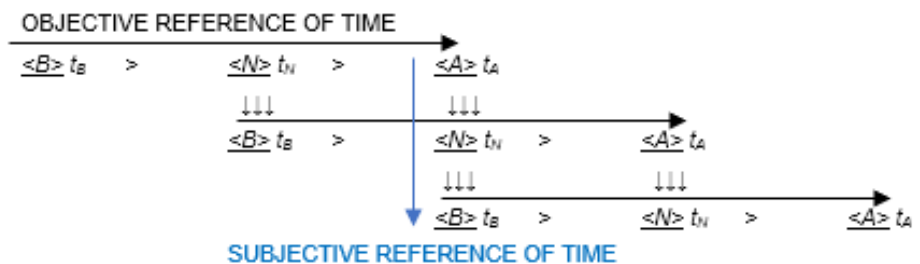 OBJECTIVE REFERENCE OF TIME
<B> tB > <N> tN > <A> tA
↓↓↓ ↓↓↓
<B> tB > <N> tN > <A> tA
↓↓↓ ↓↓↓
<B> tB > <N> tN > <A> tA
SUBJECTIVE REFERENCE OF TIME